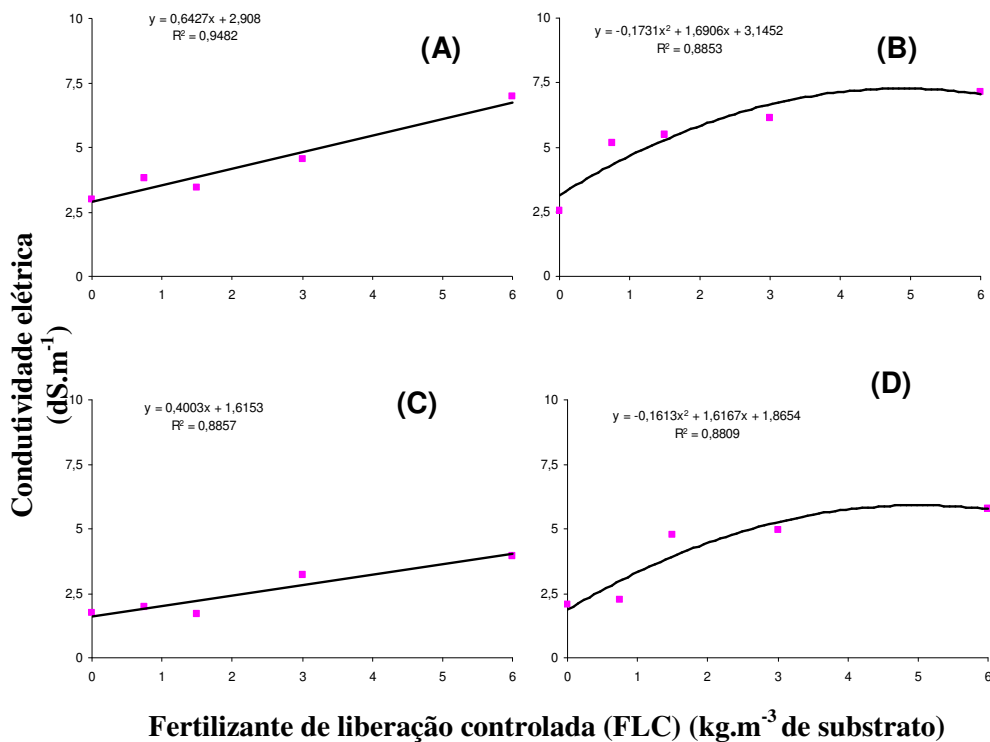 y = 0,6427x + 2,908
R² = 0,9482
(A)
10
7,5
5
2,5
0
0 1 2 3 4 5 6
y = -0,1731x² + 1,6906x + 3,1452
R² = 0,8853
(B)
10
7,5
5
2,5
0
0 1 2 3 4 5 6
Condutividade elétrica
(dS.m⁻¹)
y = 0,4003x + 1,6153
R² = 0,8857
(C)
10
7,5
5
2,5
0
0 1 2 3 4 5 6
y = -0,1613x² + 1,6167x + 1,8654
R² = 0,8809
(D)
10
7,5
5
2,5
0
0 1 2 3 4 5 6
Fertilizante de liberação controlada (FLC) (kg.m⁻³ de substrato)